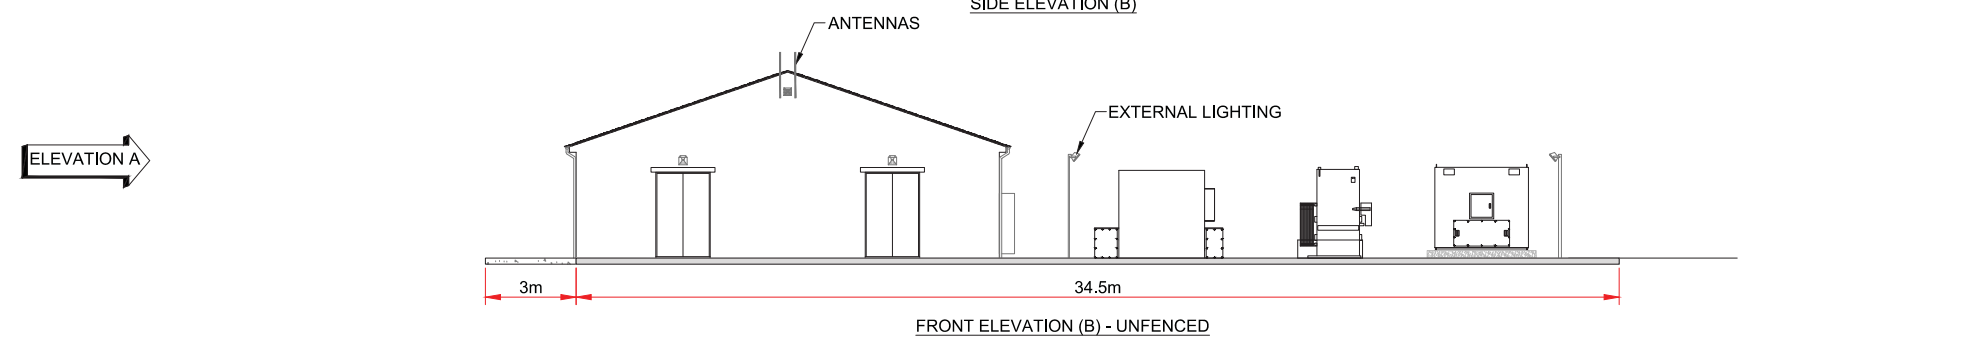 SIDE ELEVATION (B)
ANTENNAS
EXTERNAL LIGHTING
ELEVATION A
3m
34.5m
FRONT ELEVATION (B) - UNFENCED